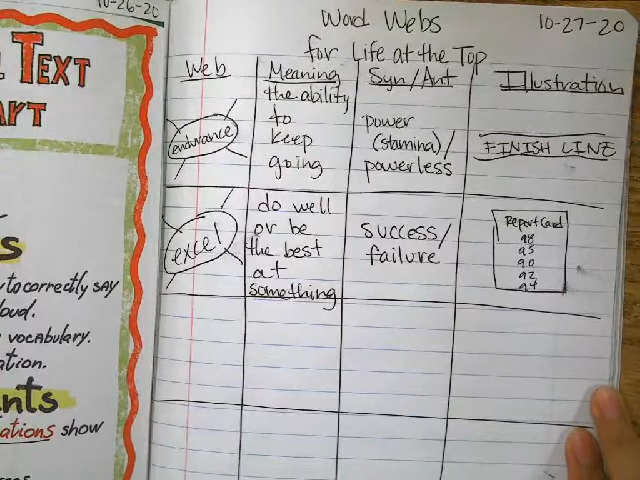 10-26-20
TEXT
s
to correctly say
loud.
vocabulary.
ation.
nts
ations show
Word Webs
10-27-20
for Life at the Top
Web
Meaning
Syn/Ant
Illustration
endurance
the ability
to
keep
going
power
(stamina)/
powerless
FINISH LINE
excel
do well
or be
the best
at
something
success/
failure
Report Card
98
95
90
92
94